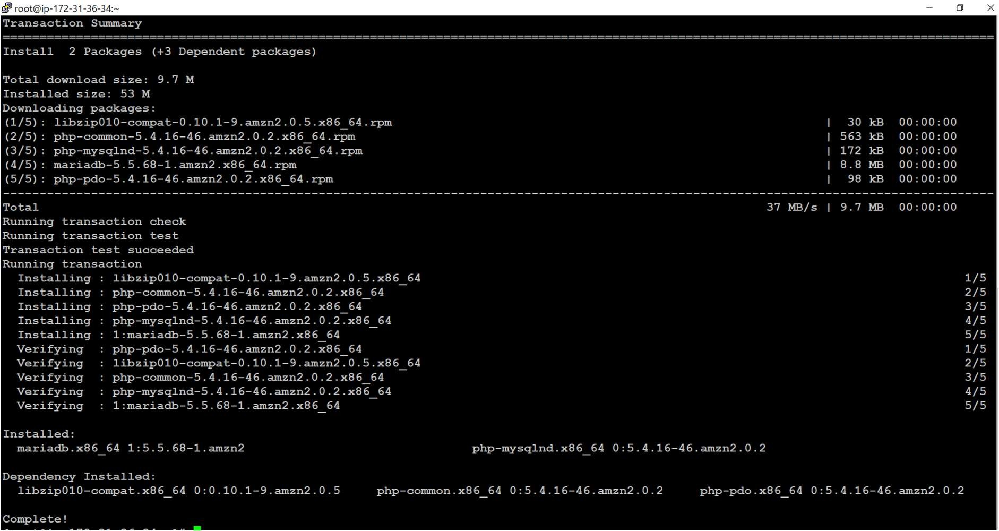 root@ip-172-31-36-34:~
Transaction Summary
================================================================================
Install  2 Packages (+3 Dependent packages)
Total download size: 9.7 M
Installed size: 53 M
Downloading packages:
(1/5): libzip010-compat-0.10.1-9.amzn2.0.5.x86_64.rpm | 30 kB 00:00:00
(2/5): php-common-5.4.16-46.amzn2.0.2.x86_64.rpm | 563 kB 00:00:00
(3/5): php-mysqlnd-5.4.16-46.amzn2.0.2.x86_64.rpm | 172 kB 00:00:00
(4/5): mariadb-5.5.68-1.amzn2.x86_64.rpm | 8.8 MB 00:00:00
(5/5): php-pdo-5.4.16-46.amzn2.0.2.x86_64.rpm | 98 kB 00:00:00
--------------------------------------------------------------------------------
Total 37 MB/s | 9.7 MB 00:00:00
Running transaction check
Running transaction test
Transaction test succeeded
Running transaction
Installing : libzip010-compat-0.10.1-9.amzn2.0.5.x86_64 1/5
Installing : php-common-5.4.16-46.amzn2.0.2.x86_64 2/5
Installing : php-pdo-5.4.16-46.amzn2.0.2.x86_64 3/5
Installing : php-mysqlnd-5.4.16-46.amzn2.0.2.x86_64 4/5
Installing : 1:mariadb-5.5.68-1.amzn2.x86_64 5/5
Verifying : php-pdo-5.4.16-46.amzn2.0.2.x86_64 1/5
Verifying : libzip010-compat-0.10.1-9.amzn2.0.5.x86_64 2/5
Verifying : php-common-5.4.16-46.amzn2.0.2.x86_64 3/5
Verifying : php-mysqlnd-5.4.16-46.amzn2.0.2.x86_64 4/5
Verifying : 1:mariadb-5.5.68-1.amzn2.x86_64 5/5
Installed:
mariadb.x86_64 1:5.5.68-1.amzn2 php-mysqlnd.x86_64 0:5.4.16-46.amzn2.0.2
Dependency Installed:
libzip010-compat.x86_64 0:0.10.1-9.amzn2.0.5 php-common.x86_64 0:5.4.16-46.amzn2.0.2 php-pdo.x86_64 0:5.4.16-46.amzn2.0.2
Complete!